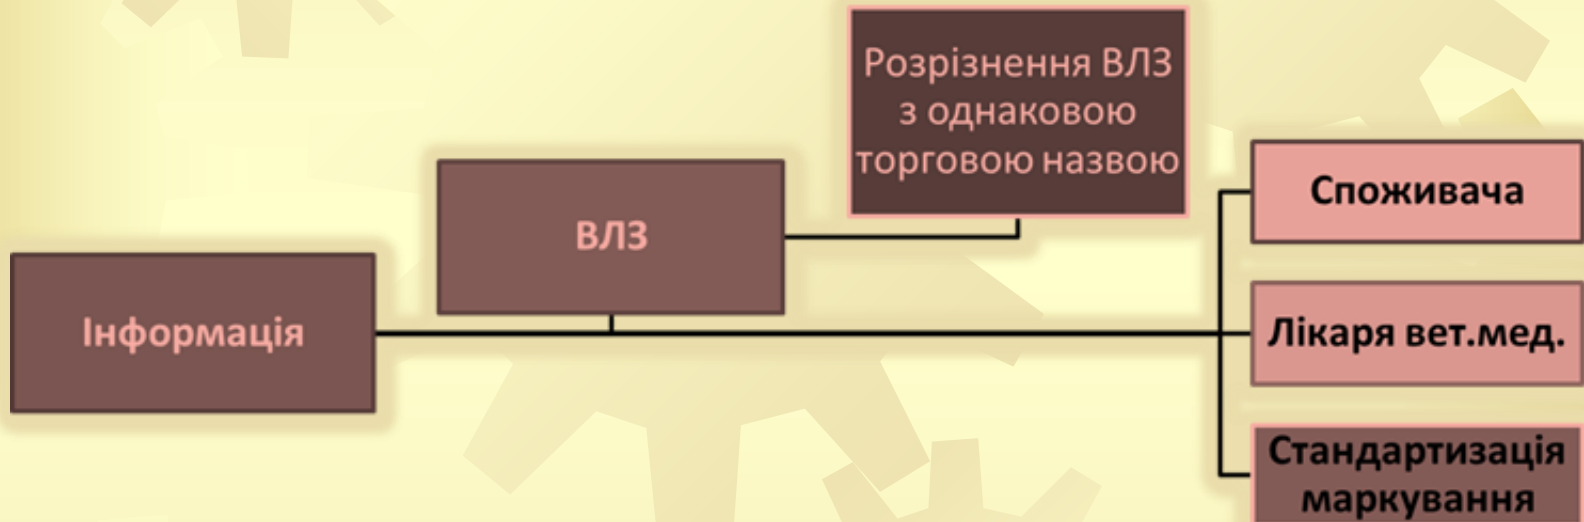 Розрізнення ВЛЗ
з однаковою
торговою назвою
ВЛЗ
Інформація
Споживача
Лікаря вет.мед.
Стандартизація
маркування